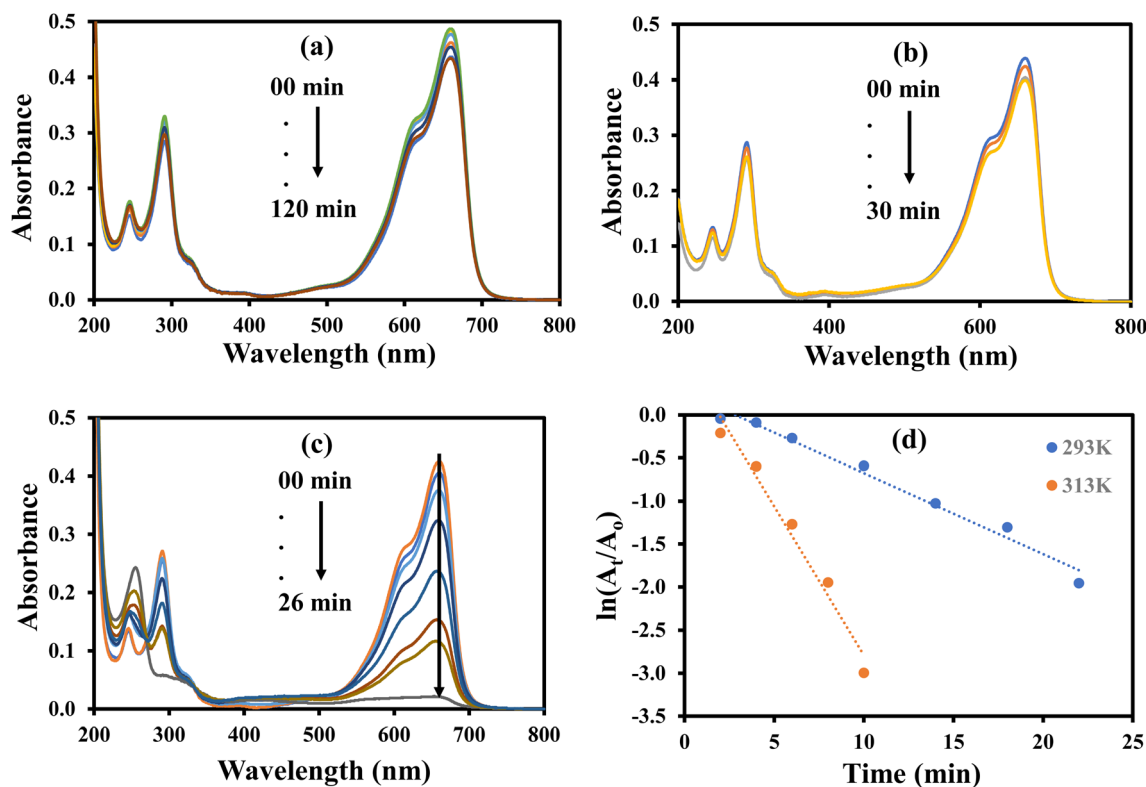 (a)
00 min
.
.
.
120 min
Absorbance
0.5
0.4
0.3
0.2
0.1
0.0
200 300 400 500 600 700 800
Wavelength (nm)
(b)
00 min
.
.
.
30 min
Absorbance
0.5
0.4
0.3
0.2
0.1
0.0
200 400 600 800
Wavelength (nm)
(c)
00 min
.
.
.
26 min
Absorbance
0.5
0.4
0.3
0.2
0.1
0.0
200 300 400 500 600 700 800
Wavelength (nm)
(d)
293K
313K
ln(At/Ao)
0.0
-0.5
-1.0
-1.5
-2.0
-2.5
-3.0
-3.5
0 5 10 15 20 25
Time (min)